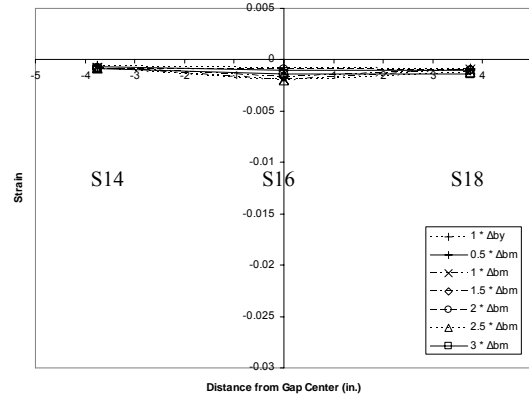 0.005
0
-5 -4 -3 -2 -1 0 1 2 3 4
-0.005
-0.01
S14 S16 S18
Strain
-0.015
-0.02
-0.025
-0.03
1 * Δby
0.5 * Δbm
1 * Δbm
1.5 * Δbm
2 * Δbm
2.5 * Δbm
3 * Δbm
Distance from Gap Center (in.)